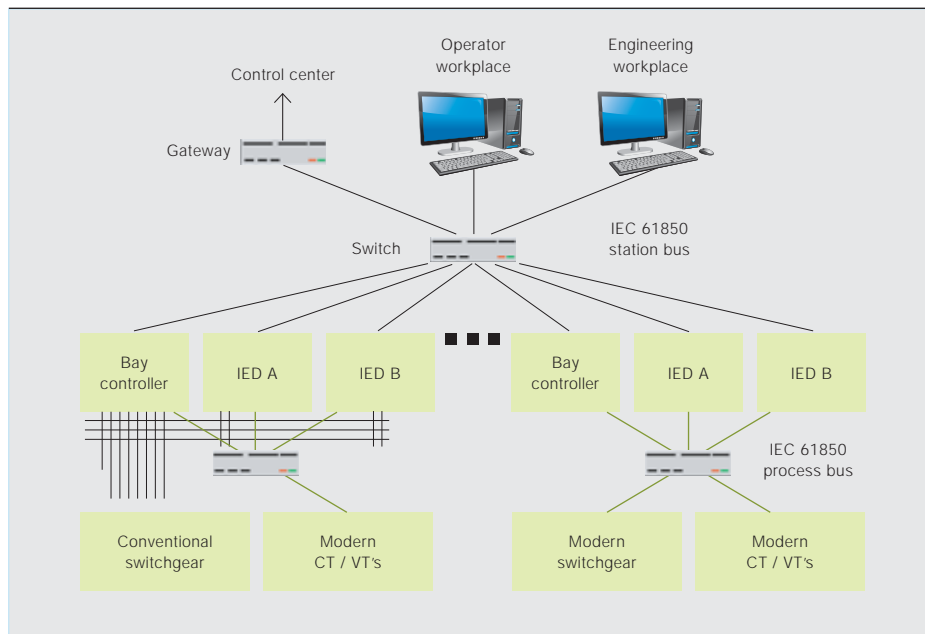 Operator
workplace
Engineering
workplace
Control center
Gateway
Switch
IEC 61850
station bus
Bay
controller
IED A
IED B
Bay
controller
IED A
IED B
IEC 61850
process bus
Conventional
switchgear
Modern
CT / VT's
Modern
switchgear
Modern
CT / VT's